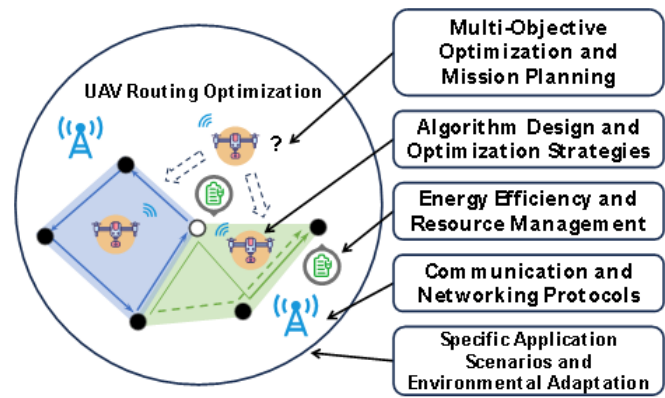 UAV Routing Optimization
?
Multi-Objective
Optimization and
Mission Planning
Algorithm Design and
Optimization Strategies
Energy Efficiency and
Resource Management
Communication and
Networking Protocols
Specific Application
Scenarios and
Environmental Adaptation